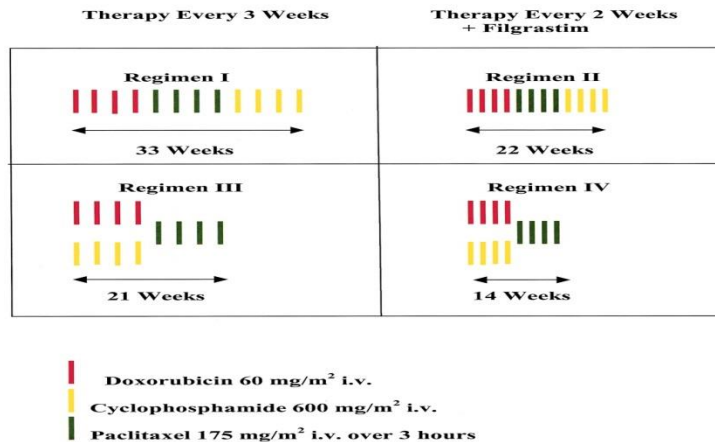 Therapy Every 3 Weeks
Therapy Every 2 Weeks
+ Filgrastim
Regimen I
33 Weeks
Regimen II
22 Weeks
Regimen III
21 Weeks
Regimen IV
14 Weeks
Doxorubicin 60 mg/m² i.v.
Cyclophosphamide 600 mg/m² i.v.
Paclitaxel 175 mg/m² i.v. over 3 hours